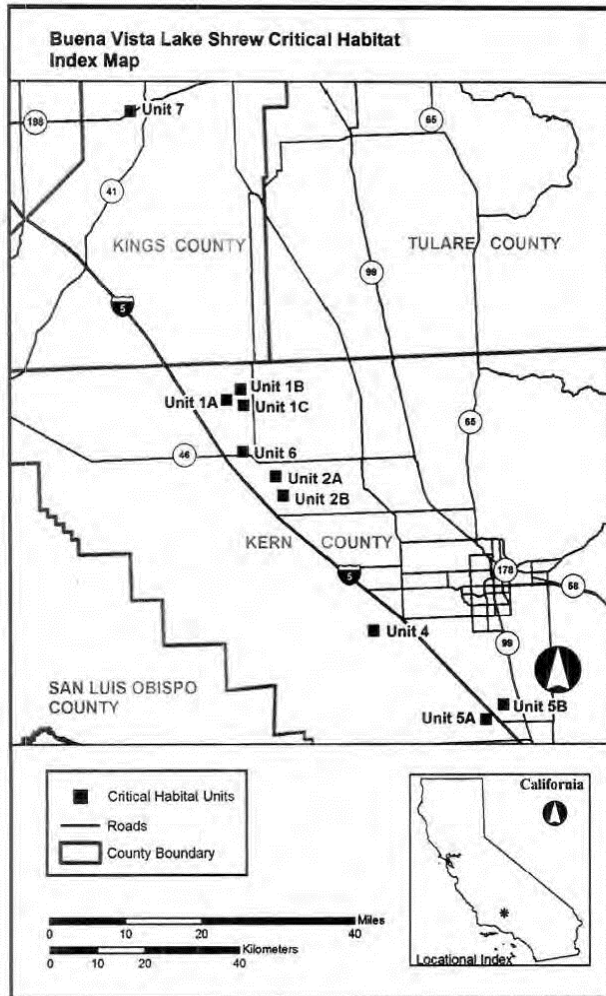 Buena Vista Lake Shrew Critical Habitat
Index Map
Unit 7
198
65
41
KINGS COUNTY
TULARE COUNTY
99
5
Unit 1B
Unit 1A
Unit 1C
65
46
Unit 6
Unit 2A
Unit 2B
KERN COUNTY
178
5
58
Unit 4
99
SAN LUIS OBISPO
COUNTY
Unit 5B
Unit 5A
Critical Habital Units
Roads
County Boundary
California
Miles
0 10 20 40
Kilometers
0 10 20 40
Locational Index